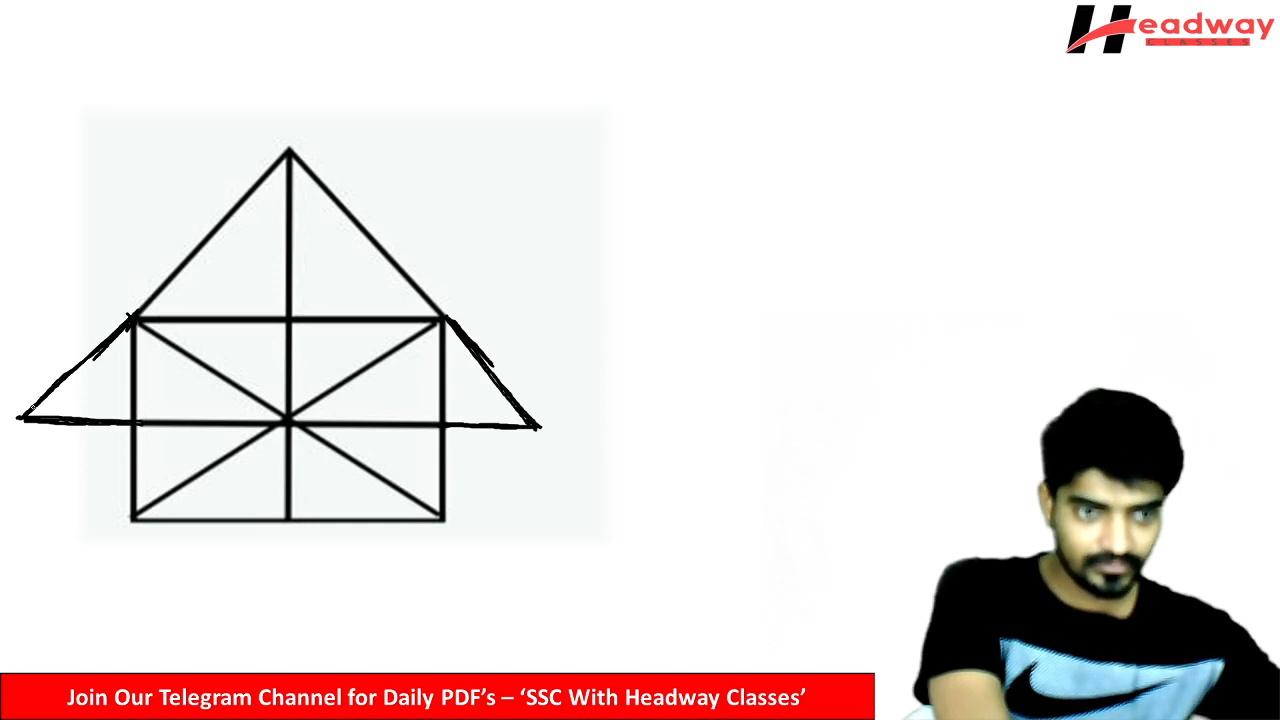 Headway
CLASSES
Join Our Telegram Channel for Daily PDF's – ‘SSC With Headway Classes’